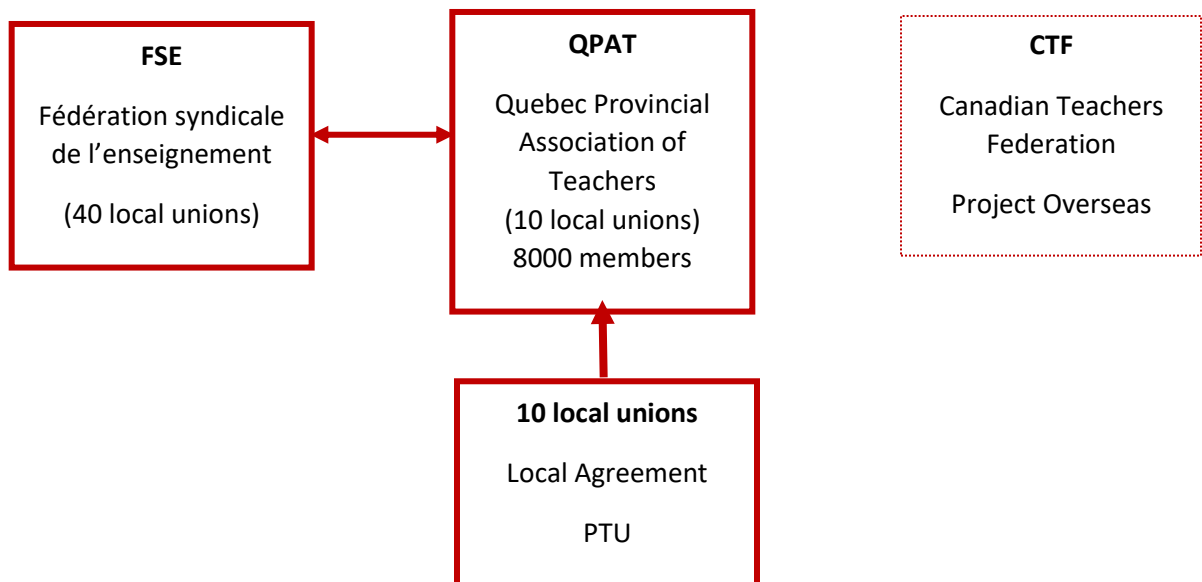 FSE
Fédération syndicale
de l’enseignement
(40 local unions)
QPAT
Quebec Provincial
Association of
Teachers
(10 local unions)
8000 members
CTF
Canadian Teachers
Federation
Project Overseas
10 local unions
Local Agreement
PTU